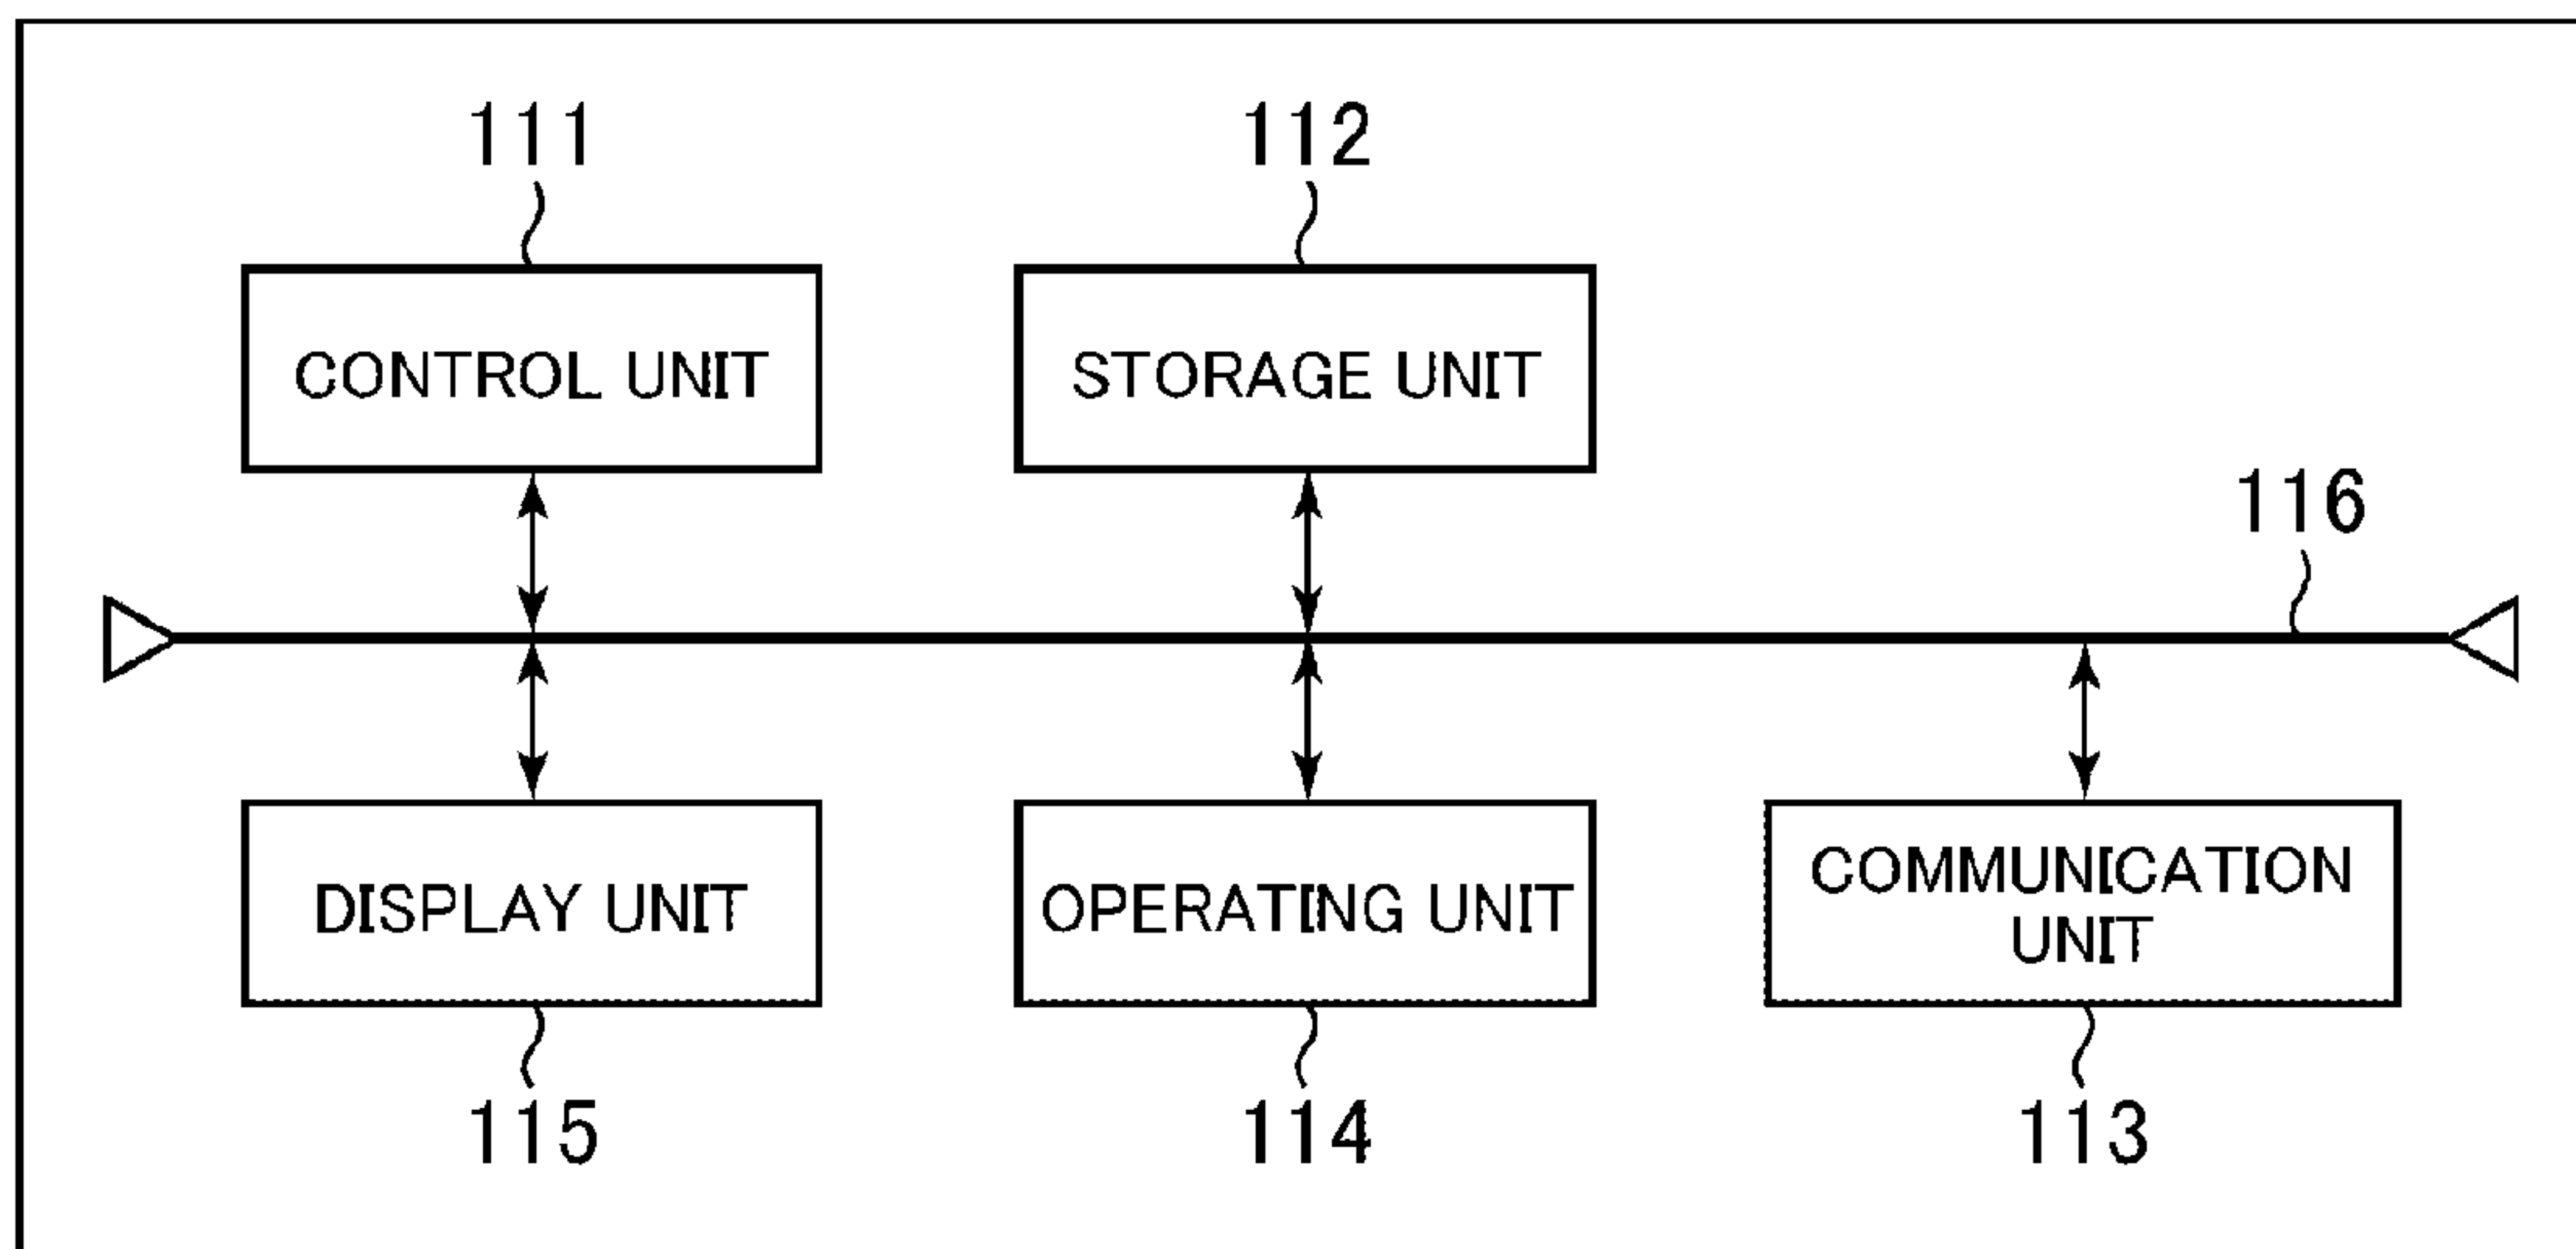 111
112
CONTROL UNIT
STORAGE UNIT
116
DISPLAY UNIT
OPERATING UNIT
COMMUNICATION
UNIT
115
114
113